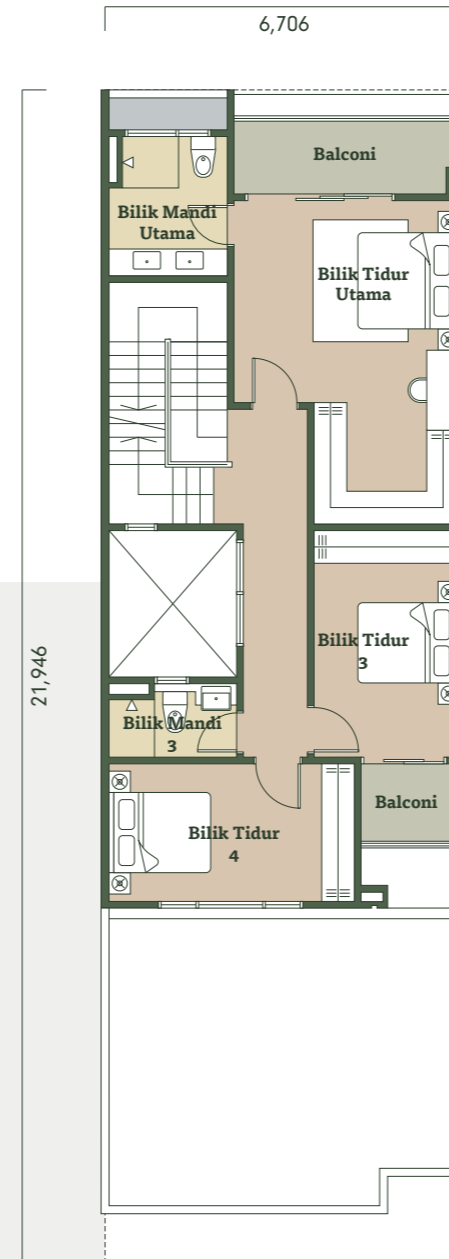 6,706
Balconi
Bilik Mandi
Utama
Bilik Tidur
Utama
21,946
Bilik Tidur
3
Bilik Mandi
3
Balconi
Bilik Tidur
4